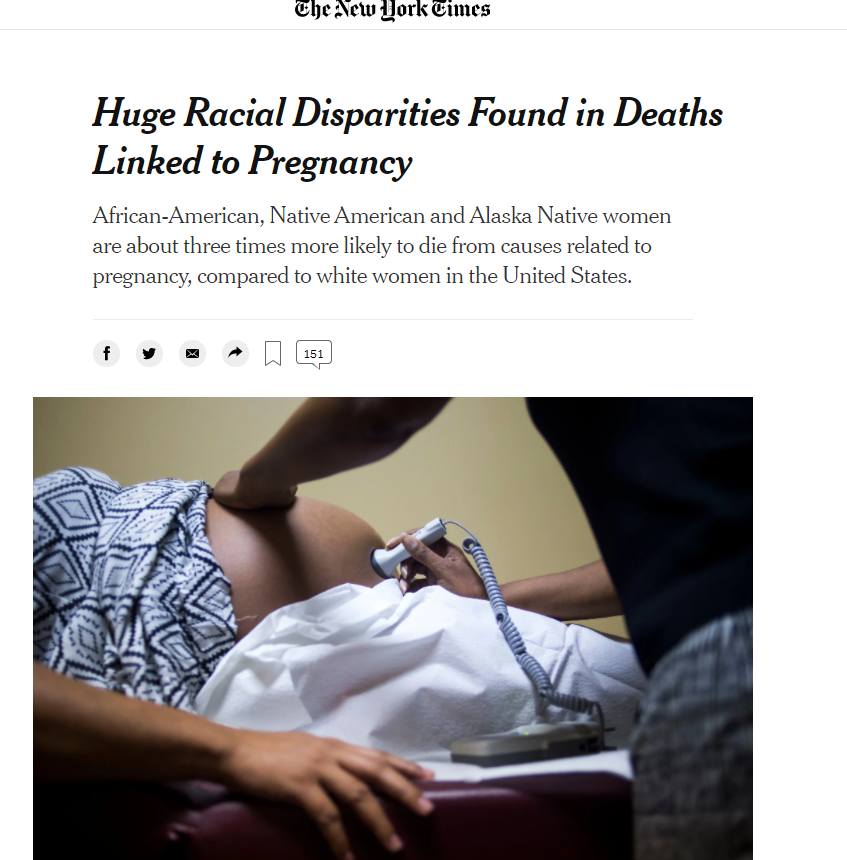 The New York Times
Huge Racial Disparities Found in Deaths
Linked to Pregnancy
African-American, Native American and Alaska Native women
are about three times more likely to die from causes related to
pregnancy, compared to white women in the United States.
151